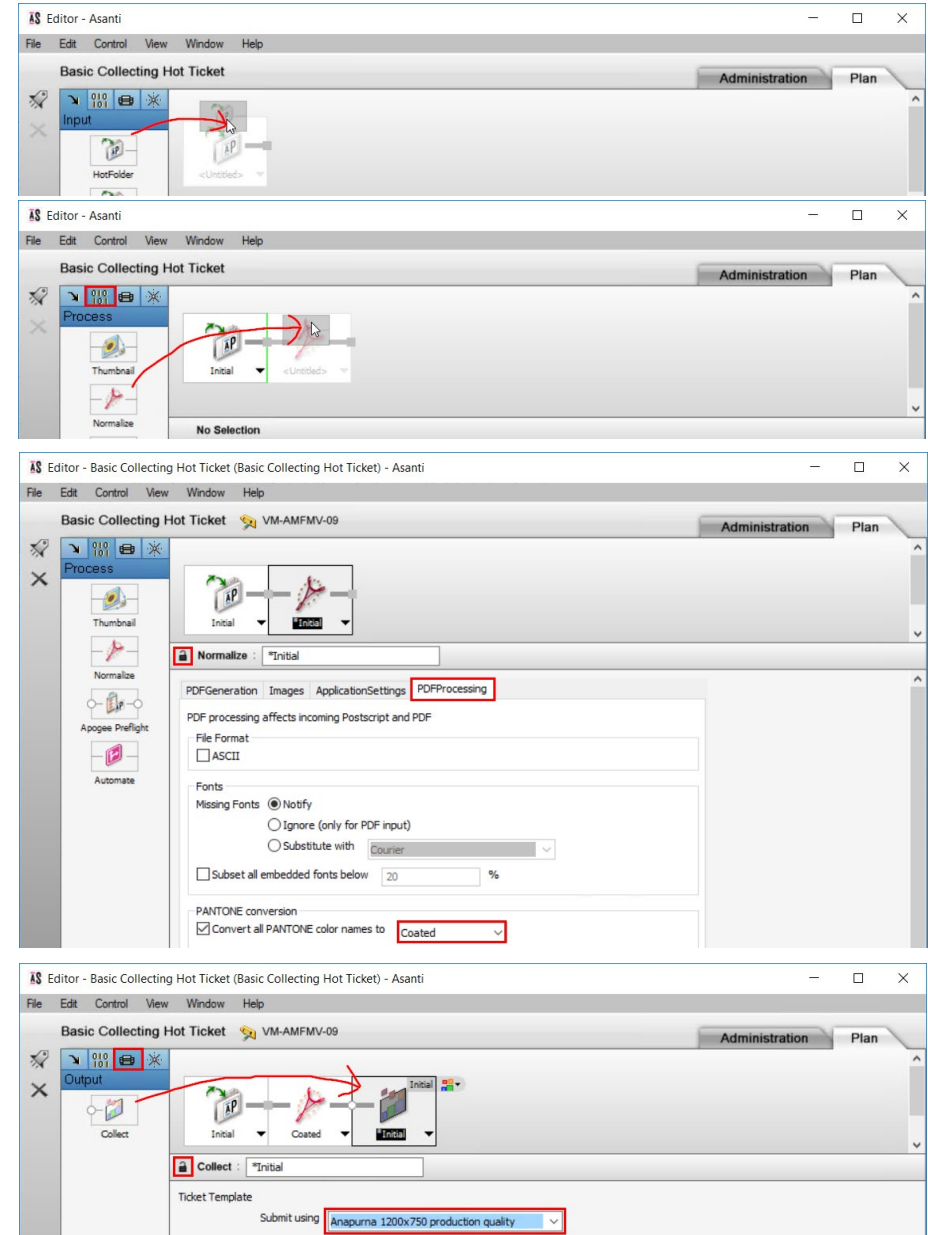 Editor - Asanti
File Edit Control View Window Help
Basic Collecting Hot Ticket
Administration Plan
Input
HotFolder
<Untitled>
Editor - Asanti
File Edit Control View Window Help
Basic Collecting Hot Ticket
Administration Plan
Process
Thumbnail
Initial <Untitled>
Normalize
No Selection
Editor - Basic Collecting Hot Ticket (Basic Collecting Hot Ticket) - Asanti
File Edit Control View Window Help
Basic Collecting Hot Ticket VM-AMFMV-09
Administration Plan
Process
Thumbnail
Initial *Initial
Normalize : *Initial
Normalize
PDFGeneration Images ApplicationSettings PDFProcessing
PDF processing affects incoming Postscript and PDF
Apogee Preflight
File Format
ASCII
Automate
Fonts
Missing Fonts Notify
Ignore (only for PDF input)
Substitute with Courier
Subset all embedded fonts below 20 %
PANTONE conversion
Convert all PANTONE color names to Coated
Editor - Basic Collecting Hot Ticket (Basic Collecting Hot Ticket) - Asanti
File Edit Control View Window Help
Basic Collecting Hot Ticket VM-AMFMV-09
Administration Plan
Output
Initial
Collect
Initial Coated *Initial
Collect : *Initial
Ticket Template
Submit using Anapurna 1200x750 production quality